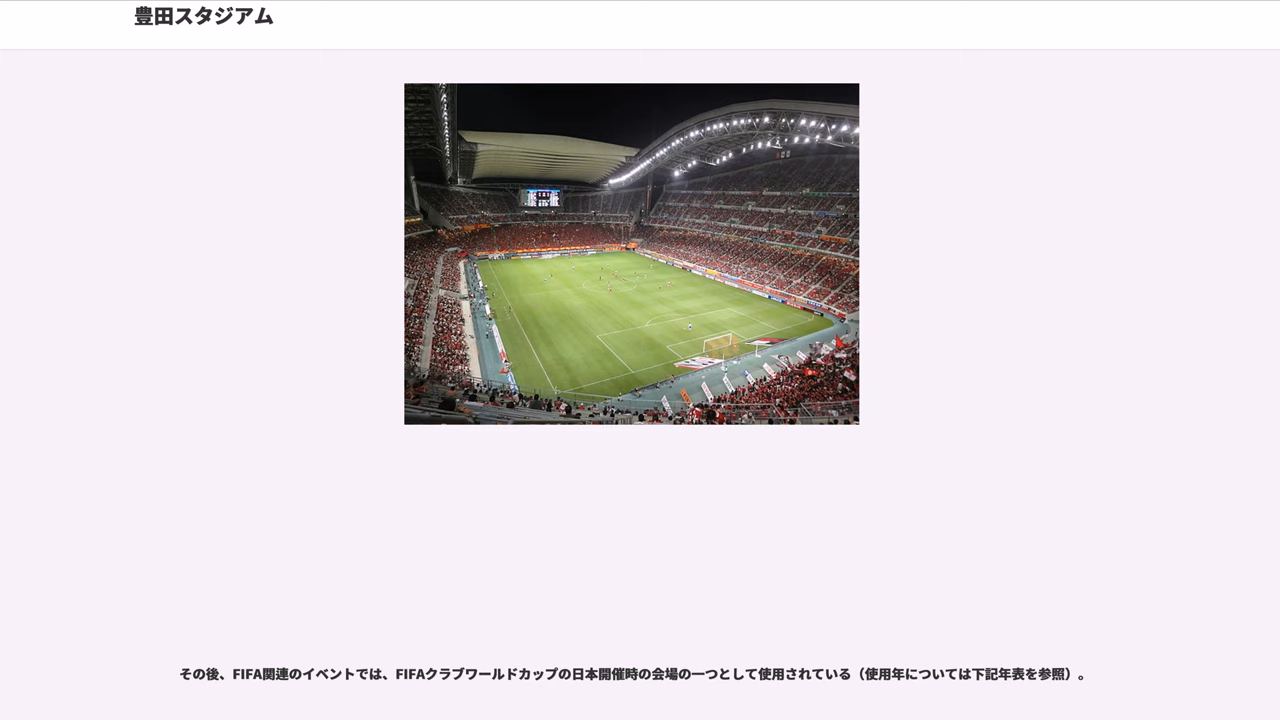 豊田スタジアム
その後、FIFA関連のイベントでは、FIFAクラブワールドカップの日本開催時の会場の一つとして使用されている（使用年については下記年表を参照）。